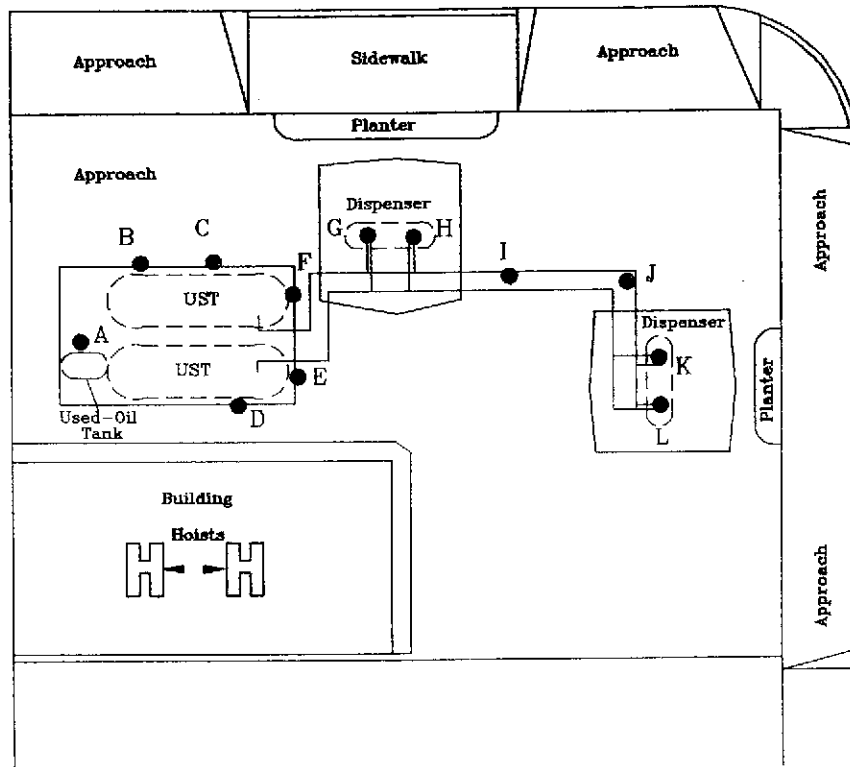 Approach
Sidewalk
Approach
Planter
Approach
Approach
Dispenser
B
C
G
H
F
I
J
UST
Dispenser
A
K
UST
E
Planter
Used-Oil
Tank
D
L
Building
Hoists
Approach